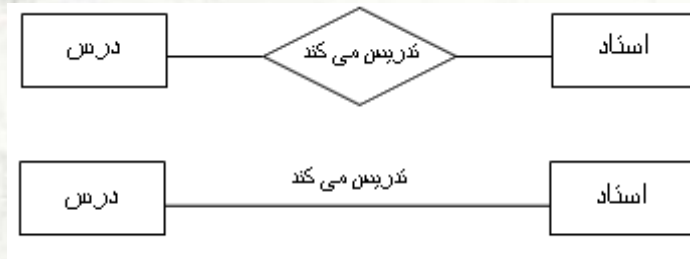 استاد تدریس می کند درس
تدریس می کند
استاد درس